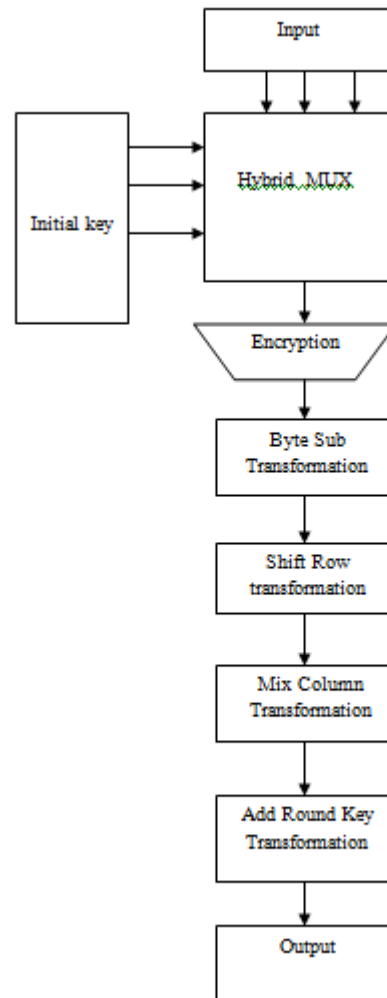 Input
Hybrid MUX
Initial key
Encryption
Byte Sub
Transformation
Shift Row
transformation
Mix Column
Transformation
Add Round Key
Transformation
Output